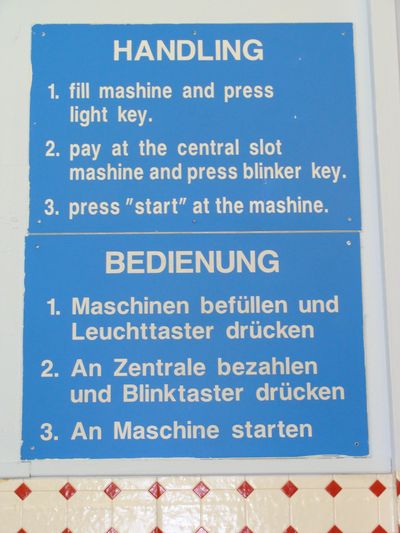 HANDLING
1. fill mashine and press
light key.
2. pay at the central slot
mashine and press blinker key.
3. press "start" at the mashine.
BEDIENUNG
1. Maschinen befüllen und
Leuchttaster drücken
2. An Zentrale bezahlen
und Blinktaster drücken
3. An Maschine starten